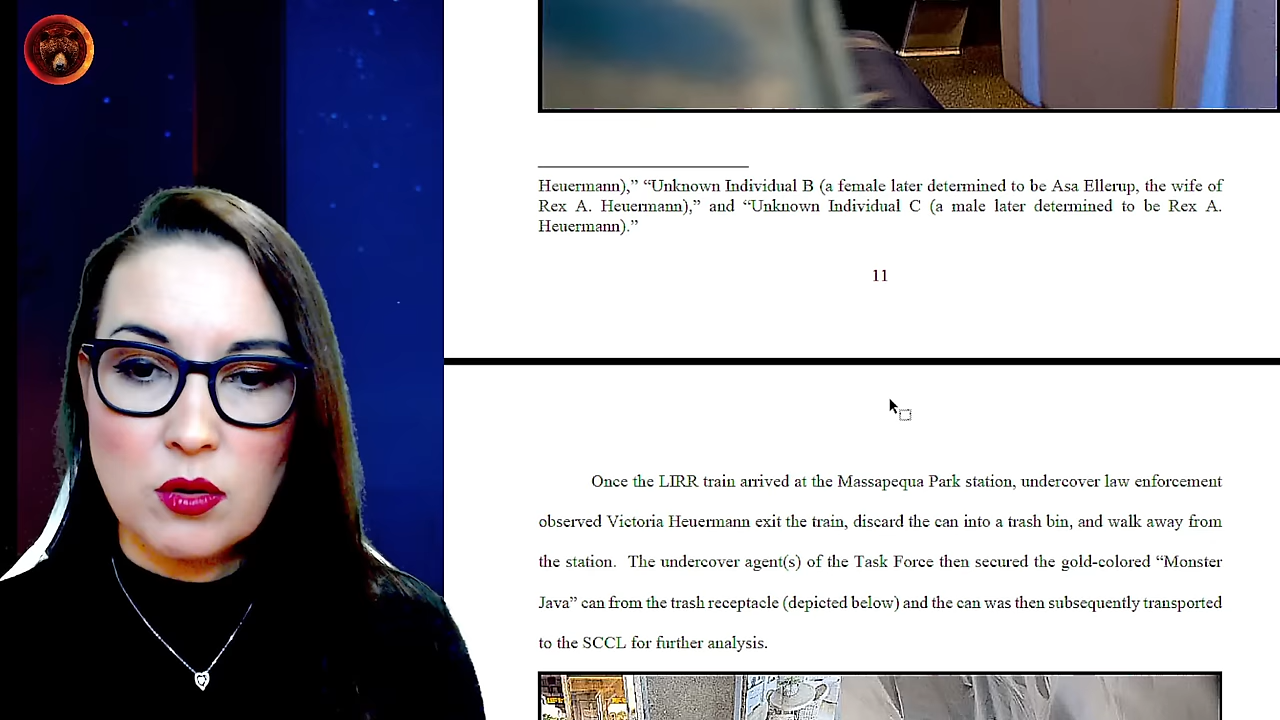 Heuermann),” “Unknown Individual B (a female later determined to be Asa Ellerup, the wife of
Rex A. Heuermann),” and “Unknown Individual C (a male later determined to be Rex A.
Heuermann).”
11
Once the LIRR train arrived at the Massapequa Park station, undercover law enforcement
observed Victoria Heuermann exit the train, discard the can into a trash bin, and walk away from
the station. The undercover agent(s) of the Task Force then secured the gold-colored “Monster
Java” can from the trash receptacle (depicted below) and the can was then subsequently transported
to the SCCL for further analysis.